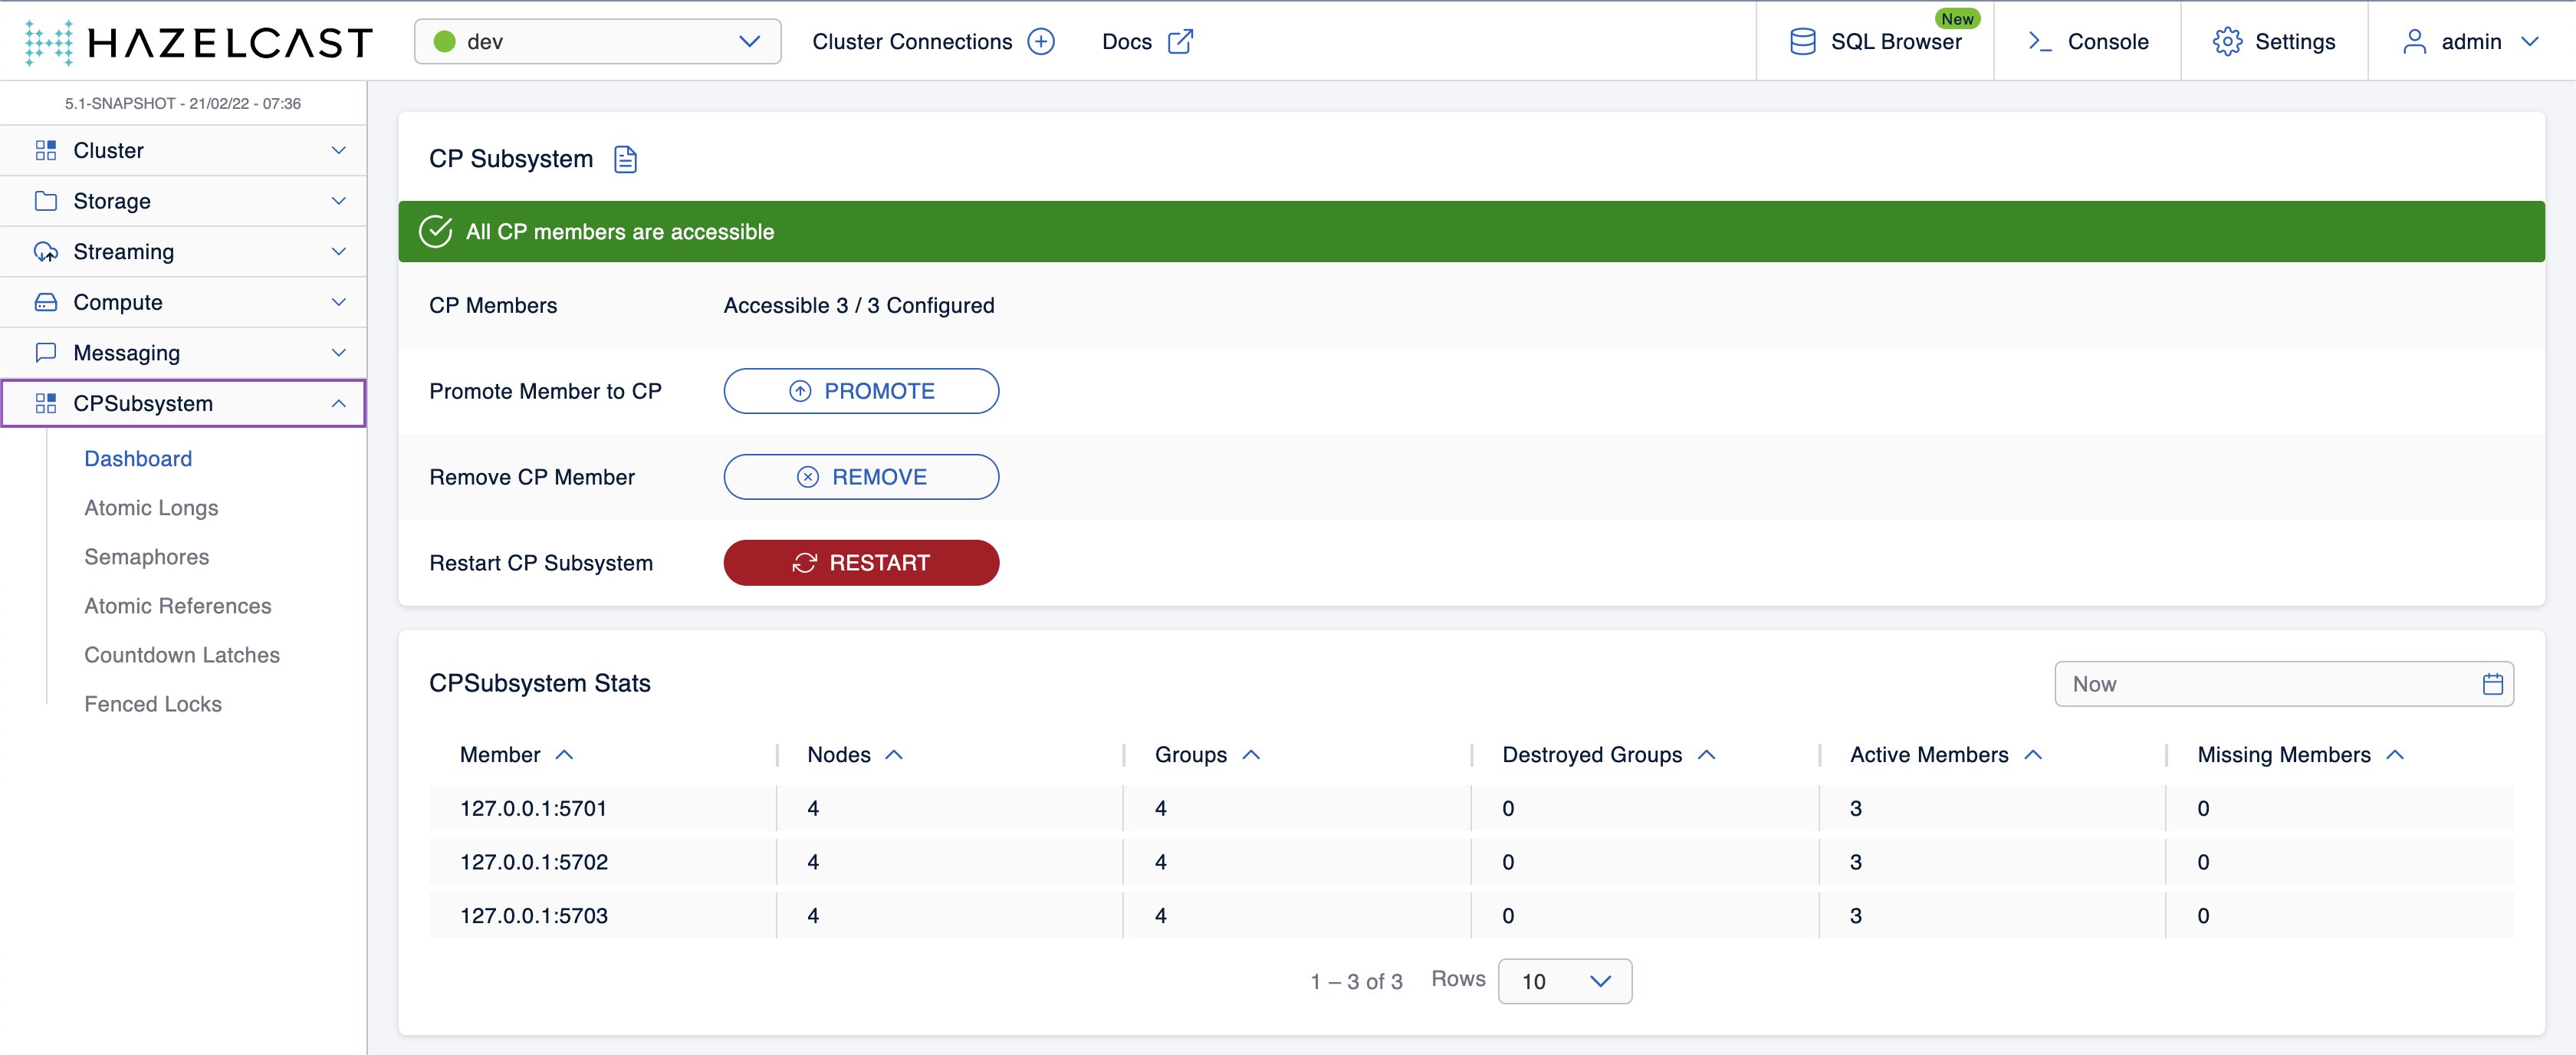 HAZELCAST
dev
Cluster Connections
Docs
New
SQL Browser
Console
Settings
admin
5.1-SNAPSHOT - 21/02/22 - 07:36
Cluster
Storage
Streaming
Compute
Messaging
CPSubsystem
Dashboard
Atomic Longs
Semaphores
Atomic References
Countdown Latches
Fenced Locks
CP Subsystem
All CP members are accessible
CP Members Accessible 3 / 3 Configured
Promote Member to CP PROMOTE
Remove CP Member REMOVE
Restart CP Subsystem RESTART
CPSubsystem Stats
Now
Member Nodes Groups Destroyed Groups Active Members Missing Members
127.0.0.1:5701 4 4 0 3 0
127.0.0.1:5702 4 4 0 3 0
127.0.0.1:5703 4 4 0 3 0
1 – 3 of 3 Rows 10